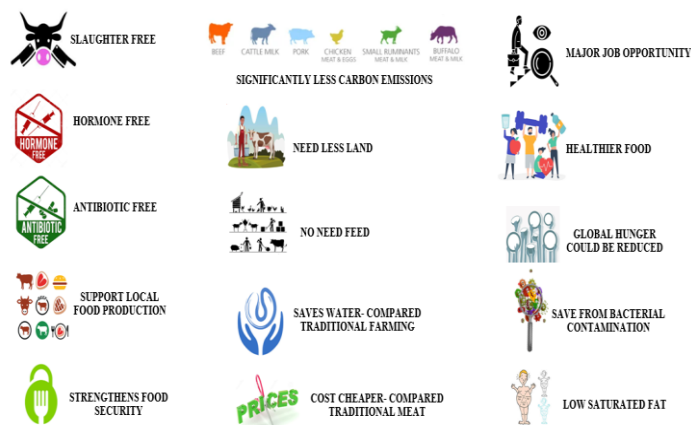 SLAUGHTER FREE
HORMONE
FREE
HORMONE FREE
ANTIBIOTIC
FREE
ANTIBIOTIC FREE
SUPPORT LOCAL
FOOD PRODUCTION
STRENGTHENS FOOD
SECURITY
BEEF
CATTLE MILK
PORK
CHICKEN
MEAT & EGGS
SMALL RUMINANTS
MEAT & MILK
BUFFALO
MEAT & MILK
SIGNIFICANTLY LESS CARBON EMISSIONS
NEED LESS LAND
NO NEED FEED
SAVES WATER- COMPARED
TRADITIONAL FARMING
PRICES
COST CHEAPER- COMPARED
TRADITIONAL MEAT
MAJOR JOB OPPORTUNITY
HEALTHIER FOOD
GLOBAL HUNGER
COULD BE REDUCED
SAVE FROM BACTERIAL
CONTAMINATION
LOW SATURATED FAT